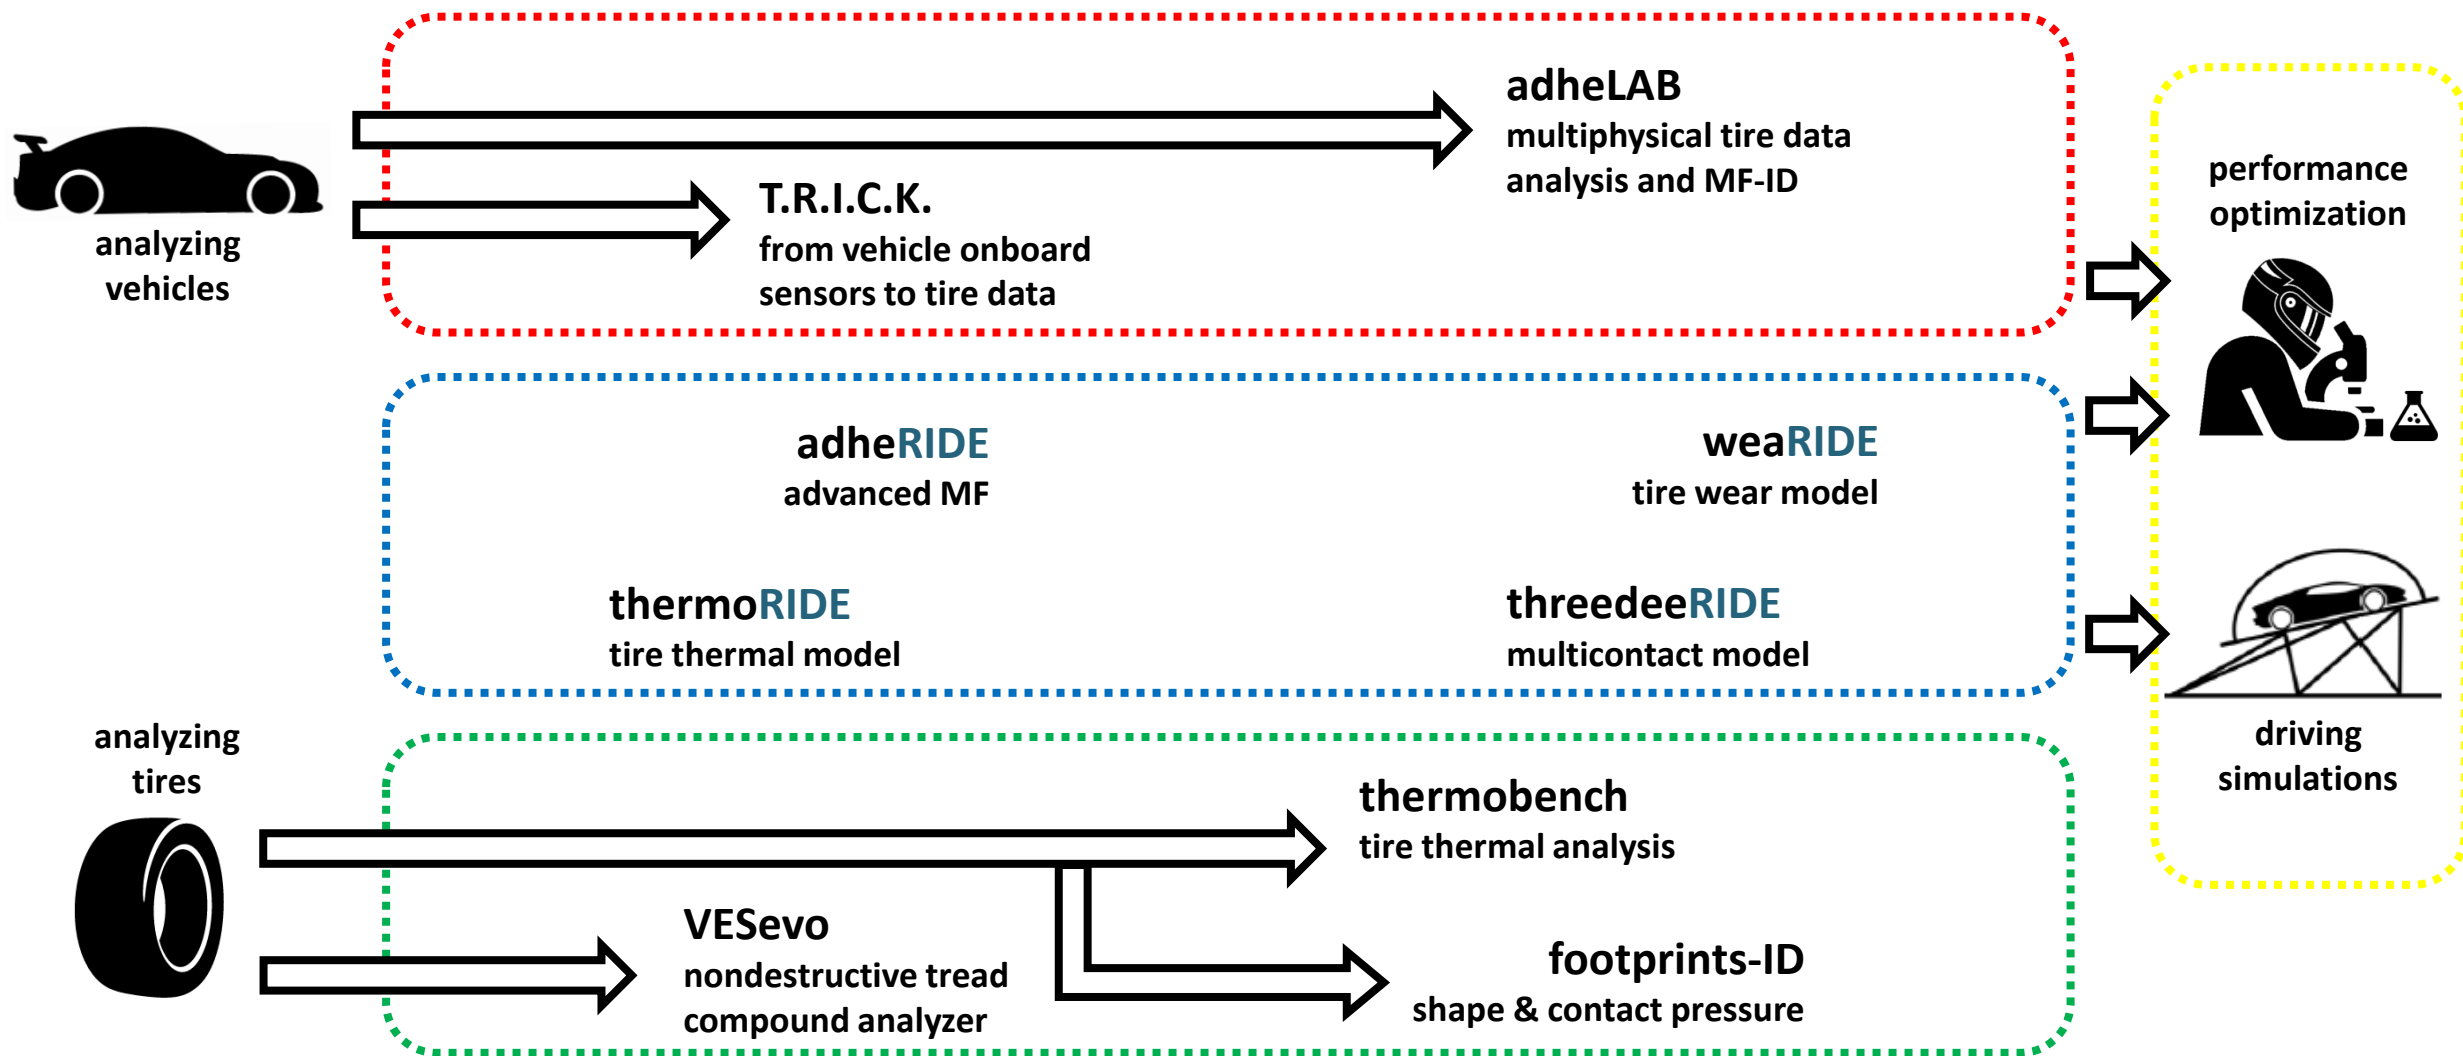 analyzing
vehicles
adheLAB
multiphysical tire data
analysis and MF-ID
T.R.I.C.K.
from vehicle onboard
sensors to tire data
adheRIDE
advanced MF
weaRIDE
tire wear model
thermoRIDE
tire thermal model
threedeeRIDE
multicontact model
analyzing
tires
thermobench
tire thermal analysis
VESevo
nondestructive tread
compound analyzer
footprints-ID
shape & contact pressure
performance
optimization
driving
simulations